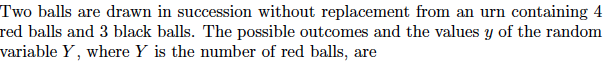 Two balls are drawn in succession without replacement from an urn containing 4
red balls and 3 black balls. The possible outcomes and the values y of the random
variable Y, where Y is the number of red balls, are